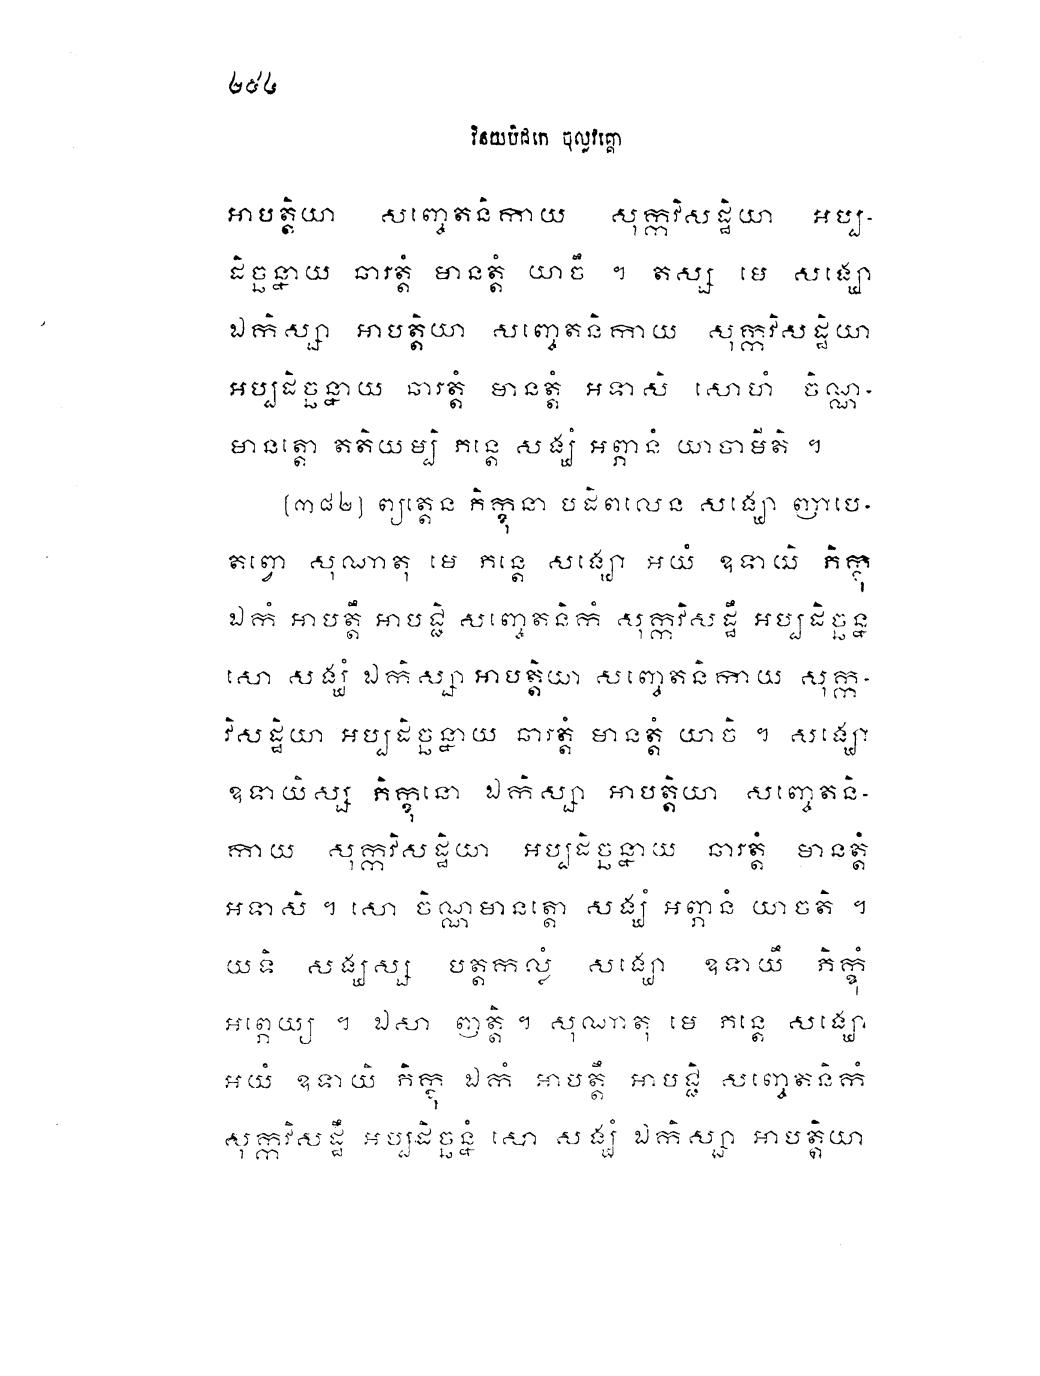 ២៩៤
វិនយបិដកេ ចុល្លវគ្គោ
អាបត្តិយា សញ្ចេតនិកាយ សុក្កវិសដ្ឋិយា អប្ប-
ដិច្ឆន្នាយ ឆារត្តំ មានត្តំ យាចឹ ។ តស្ស មេ សង្ឃោ
ឯកិស្សា អាបត្តិយា សញ្ចេតនិកាយ សុក្កវិសដ្ឋិយា
អប្បដិច្ឆន្នាយ ឆារត្តំ មានត្តំ អទាសិ សោហំ ចិណ្ណ-
មានត្តោ តតិយម្បិ ភន្តេ សង្ឃំ អព្ភានំ យាចាមីតិ ។
(៣៨២) ព្យត្តេន ភិក្ខុនា បដិពលេន សង្ឃោ ញាបេ-
តព្វោ សុណាតុ មេ ភន្តេ សង្ឃោ អយំ ឧទាយិ ភិក្ខុ
ឯកំ អាបត្តឹ អាបជ្ជិ សញ្ចេតនិកំ សុក្កវិសដ្ឋឹ អប្បដិច្ឆន្នំ
សោ សង្ឃំ ឯកិស្សា អាបត្តិយា សញ្ចេតនិកាយ សុក្ក-
វិសដ្ឋិយា អប្បដិច្ឆន្នាយ ឆារត្តំ មានត្តំ យាចិ ។ សង្ឃោ
ឧទាយិស្ស ភិក្ខុនោ ឯកិស្សា អាបត្តិយា សញ្ចេតនិ-
កាយ សុក្កវិសដ្ឋិយា អប្បដិច្ឆន្នាយ ឆារត្តំ មានត្តំ
អទាសិ ។ សោ ចិណ្ណមានត្តោ សង្ឃំ អព្ភានំ យាចតិ ។
យទិ សង្ឃស្ស បត្តកល្លំ សង្ឃោ ឧទាយឹ ភិក្ខុំ
អព្ភេយ្យ ។ ឯសា ញត្តិ ។ សុណាតុ មេ ភន្តេ សង្ឃោ
អយំ ឧទាយិ ភិក្ខុ ឯកំ អាបត្តឹ អាបជ្ជិ សញ្ចេតនិកំ
សុក្កវិសដ្ឋឹ អប្បដិច្ឆន្នំ សោ សង្ឃំ ឯកិស្សា អាបត្តិយា